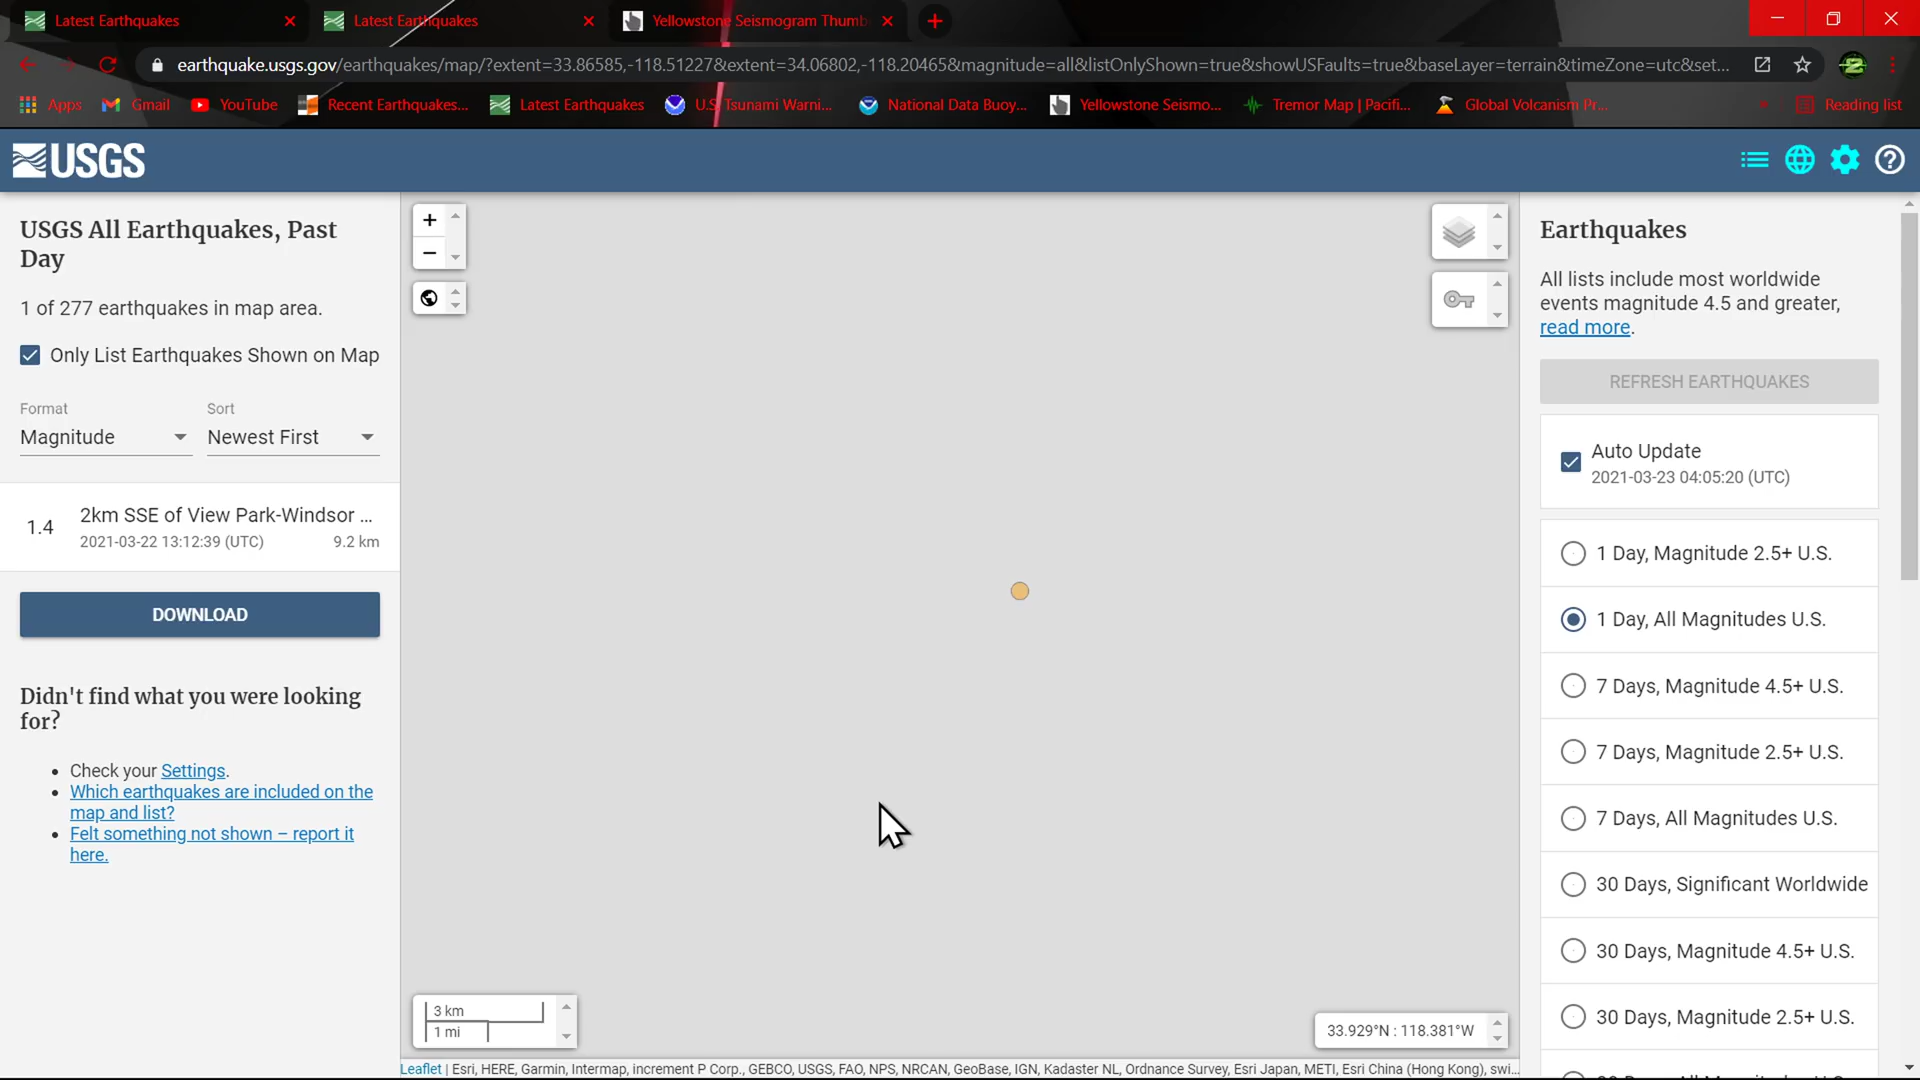 Latest Earthquakes
Latest Earthquakes
Yellowstone Seismogram Thumb
earthquake.usgs.gov/earthquakes/map/?extent=33.86585,-118.51227&extent=34.06802,-118.20465&magnitude=all&listOnlyShown=true&showUSFaults=true&baseLayer=terrain&timeZone=utc&set...
Apps
Gmail
YouTube
Recent Earthquakes...
Latest Earthquakes
U.S. Tsunami Warni...
National Data Buoy...
Yellowstone Seismo...
Tremor Map | Pacifi...
Global Volcanism Pr...
Reading list
USGS
USGS All Earthquakes, Past
Day
1 of 277 earthquakes in map area.
Only List Earthquakes Shown on Map
Format
Sort
Magnitude
Newest First
1.4
2km SSE of View Park-Windsor ...
2021-03-22 13:12:39 (UTC)
9.2 km
DOWNLOAD
Didn't find what you were looking
for?
Check your Settings.
Which earthquakes are included on the
map and list?
Felt something not shown – report it
here.
+
−
3 km
1 mi
33.929°N : 118.381°W
Leaflet | Esri, HERE, Garmin, Intermap, increment P Corp., GEBCO, USGS, FAO, NPS, NRCAN, GeoBase, IGN, Kadaster NL, Ordnance Survey, Esri Japan, METI, Esri China (Hong Kong), swi...
Earthquakes
All lists include most worldwide
events magnitude 4.5 and greater,
read more.
REFRESH EARTHQUAKES
Auto Update
2021-03-23 04:05:20 (UTC)
1 Day, Magnitude 2.5+ U.S.
1 Day, All Magnitudes U.S.
7 Days, Magnitude 4.5+ U.S.
7 Days, Magnitude 2.5+ U.S.
7 Days, All Magnitudes U.S.
30 Days, Significant Worldwide
30 Days, Magnitude 4.5+ U.S.
30 Days, Magnitude 2.5+ U.S.